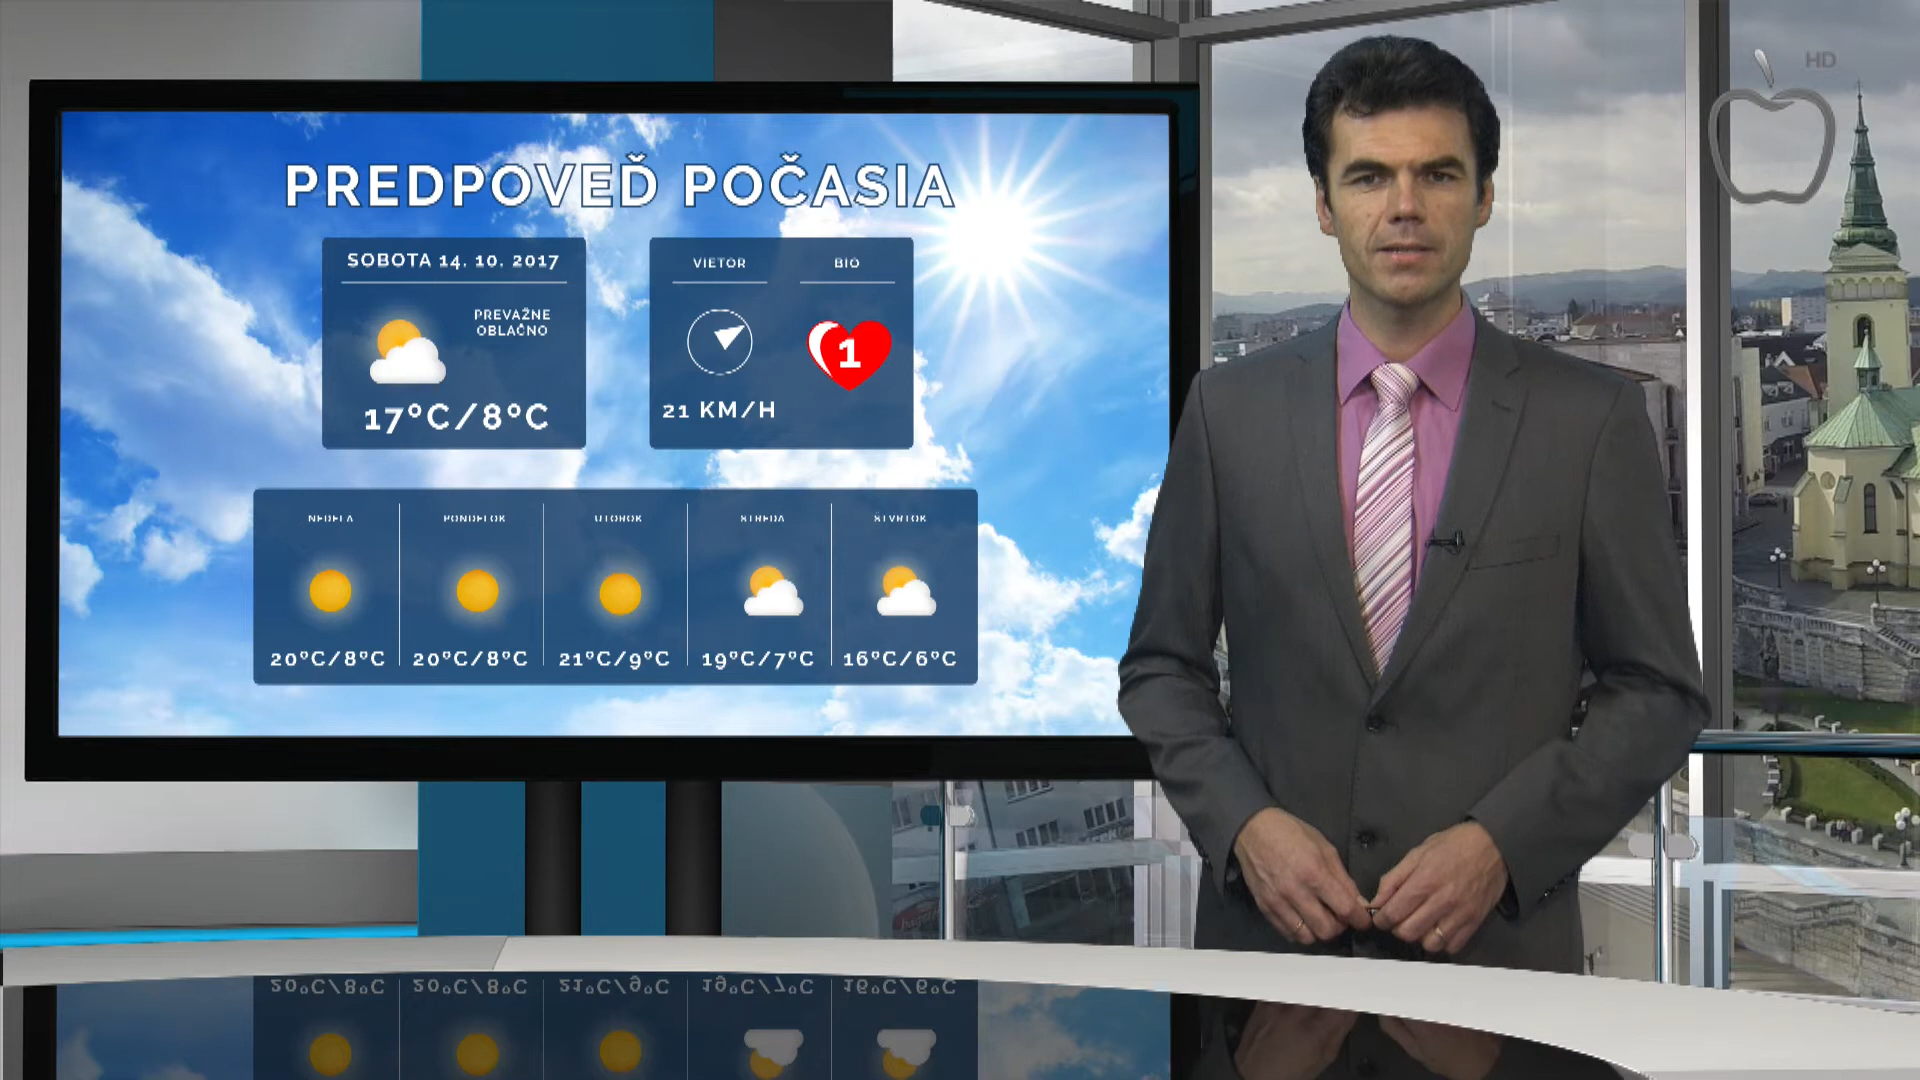 HD
PREDPOVEĎ POČASIA
SOBOTA 14. 10. 2017
PREVAŽNE
OBLAČNO
17°C/8°C
VIETOR
BIO
1
21 KM/H
NEDEĽA
PONDELOK
UTOROK
STREDA
ŠTVRTOK
20°C/8°C
20°C/8°C
21°C/9°C
19°C/7°C
16°C/6°C